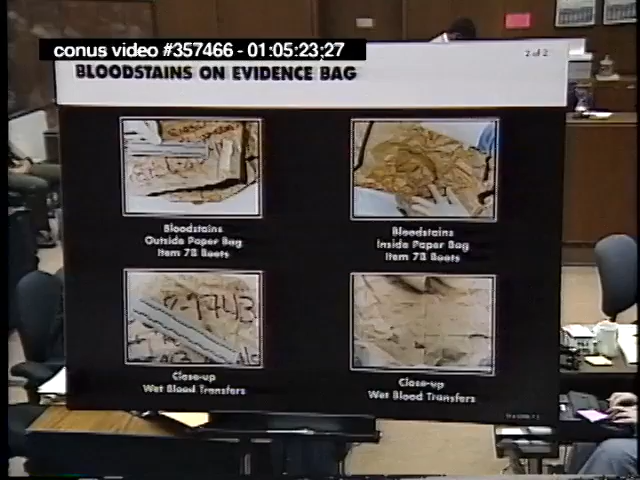 conus video #357466 - 01:05:23;27
2 of 2
BLOODSTAINS ON EVIDENCE BAG
Bloodstains
Outside Paper Bag
Item 78 Boots
Bloodstains
Inside Paper Bag
Item 78 Boots
Close-up
Wet Blood Transfers
Close-up
Wet Blood Transfers